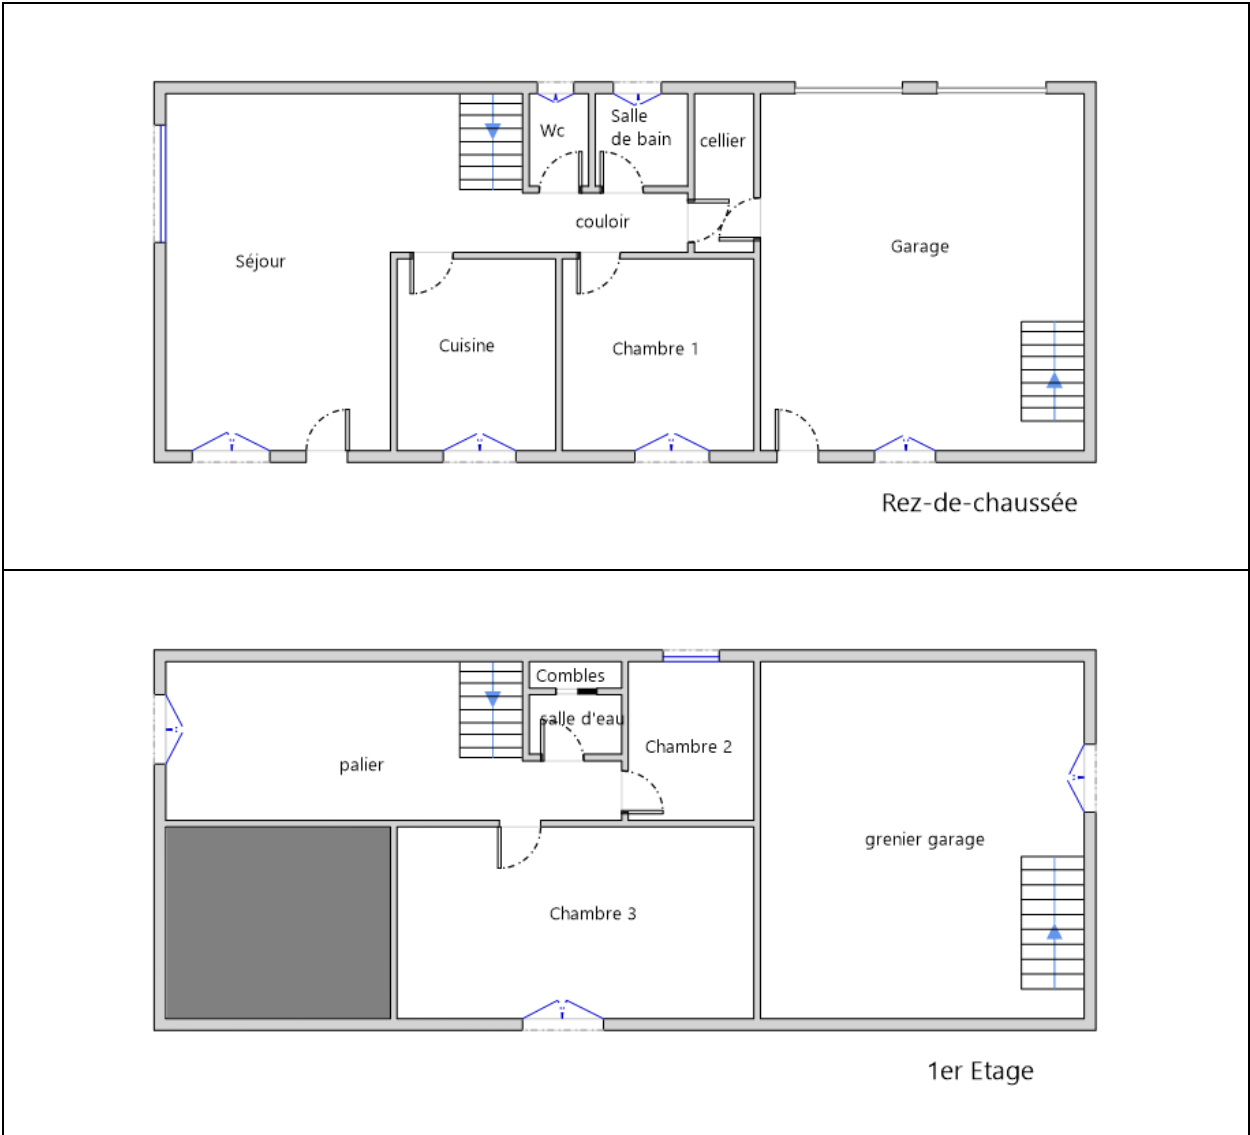 Wc
Salle
de bain
cellier
couloir
Garage
Séjour
Cuisine
Chambre 1
Rez-de-chaussée
Combles
salle d'eau
Chambre 2
palier
grenier garage
Chambre 3
1er Etage